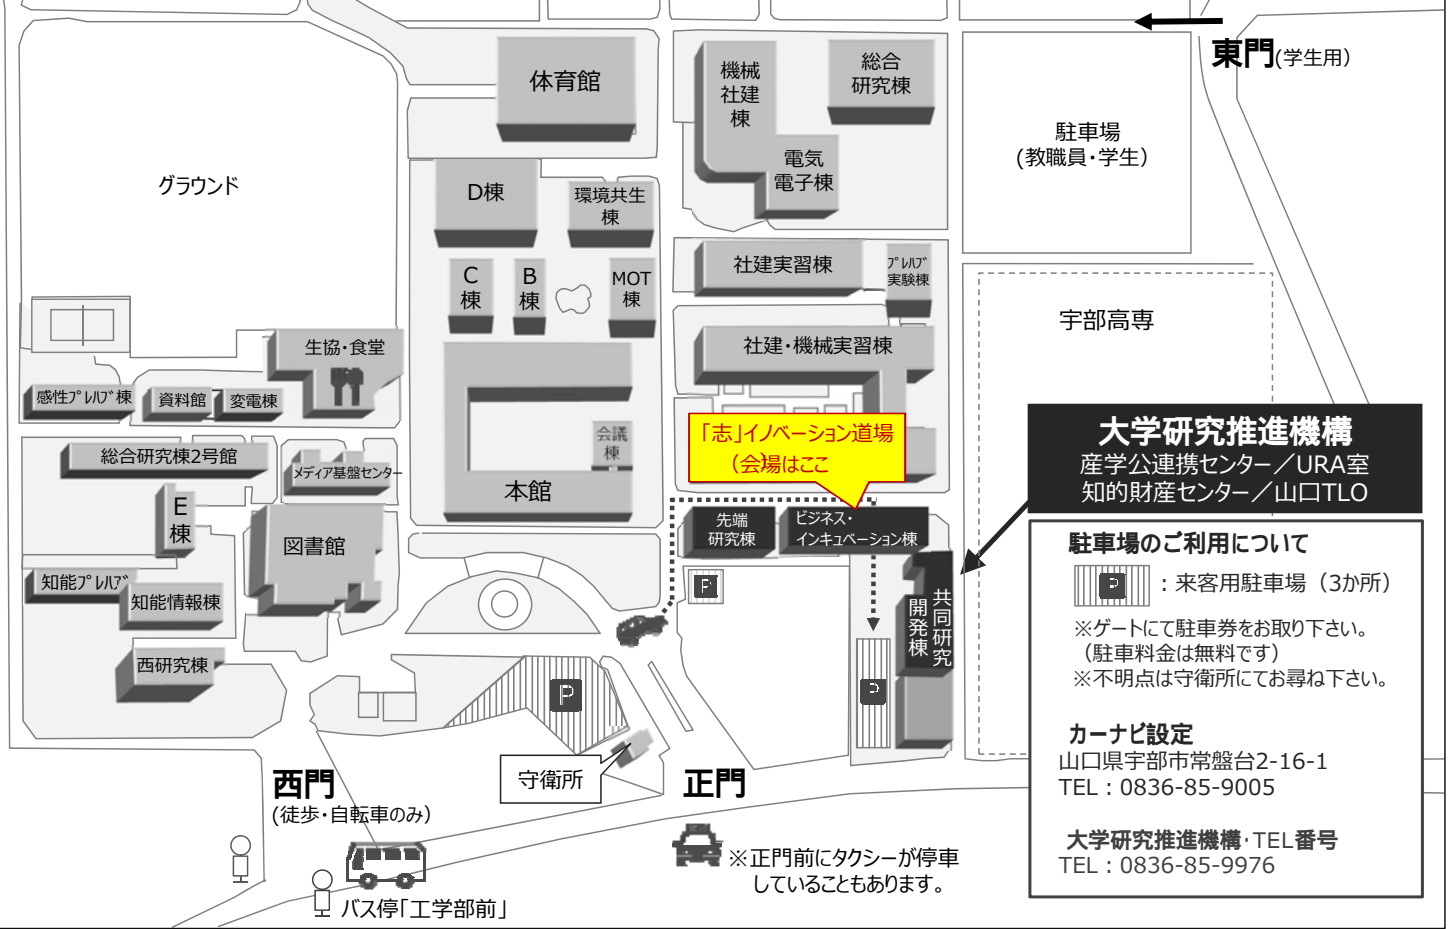 東門(学生用)
体育館
機械
社建
棟
総合
研究棟
電気
電子棟
駐車場
(教職員・学生)
グラウンド
D棟
環境共生
棟
C
棟
B
棟
MOT
棟
社建実習棟
プレハブ
実験棟
宇部高専
社建・機械実習棟
生協・食堂
感性プレハブ棟
資料館
変電棟
「志」イノベーション道場
(会場はここ
大学研究推進機構
産学公連携センター/URA室
知的財産センター/山口TLO
会議
棟
本館
総合研究棟2号館
メディア基盤センター
E
棟
図書館
先端
研究棟
ビジネス・
インキュベーション棟
知能プレハブ
知能情報棟
西研究棟
共同研究
開発棟
P
P
P
駐車場のご利用について
P
:来客用駐車場(3か所)
※ゲートにて駐車券をお取り下さい。
(駐車料金は無料です)
※不明点は守衛所にてお尋ね下さい。
カーナビ設定
山口県宇部市常盤台2-16-1
TEL:0836-85-9005
大学研究推進機構・TEL番号
TEL:0836-85-9976
守衛所
西門
(徒歩・自転車のみ)
正門
※正門前にタクシーが停車
していることもあります。
バス停「工学部前」